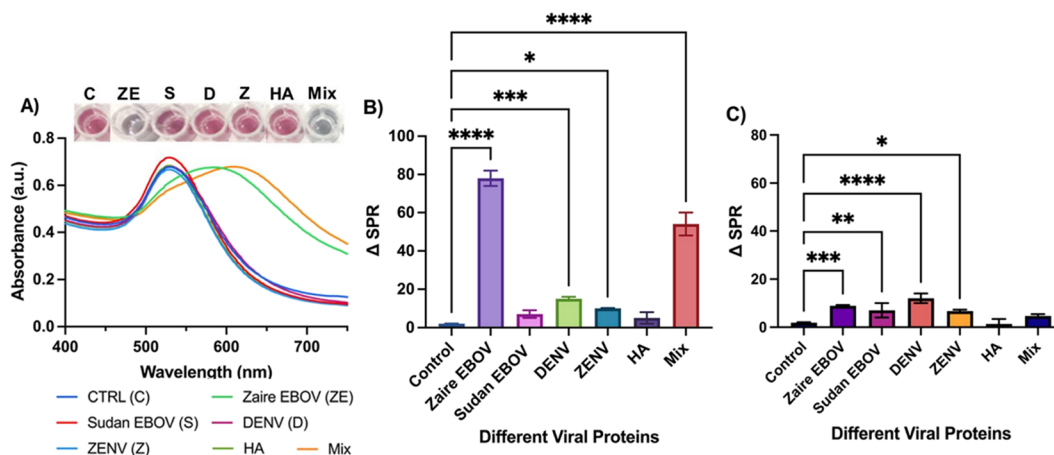 A)
C ZE S D Z HA Mix
Absorbance (a.u.)
0.8
0.6
0.4
0.2
0.0
400 500 600 700
Wavelength (nm)
CTRL (C)
Zaire EBOV (ZE)
Sudan EBOV (S)
DENV (D)
ZENV (Z)
HA
Mix
B)
****
*
***
****
Δ SPR
100
80
60
40
20
0
Control
Zaire EBOV
Sudan EBOV
DENV
ZENV
HA
Mix
Different Viral Proteins
C)
*
****
**
***
Δ SPR
80
60
40
20
0
Control
Zaire EBOV
Sudan EBOV
DENV
ZENV
HA
Mix
Different Viral Proteins